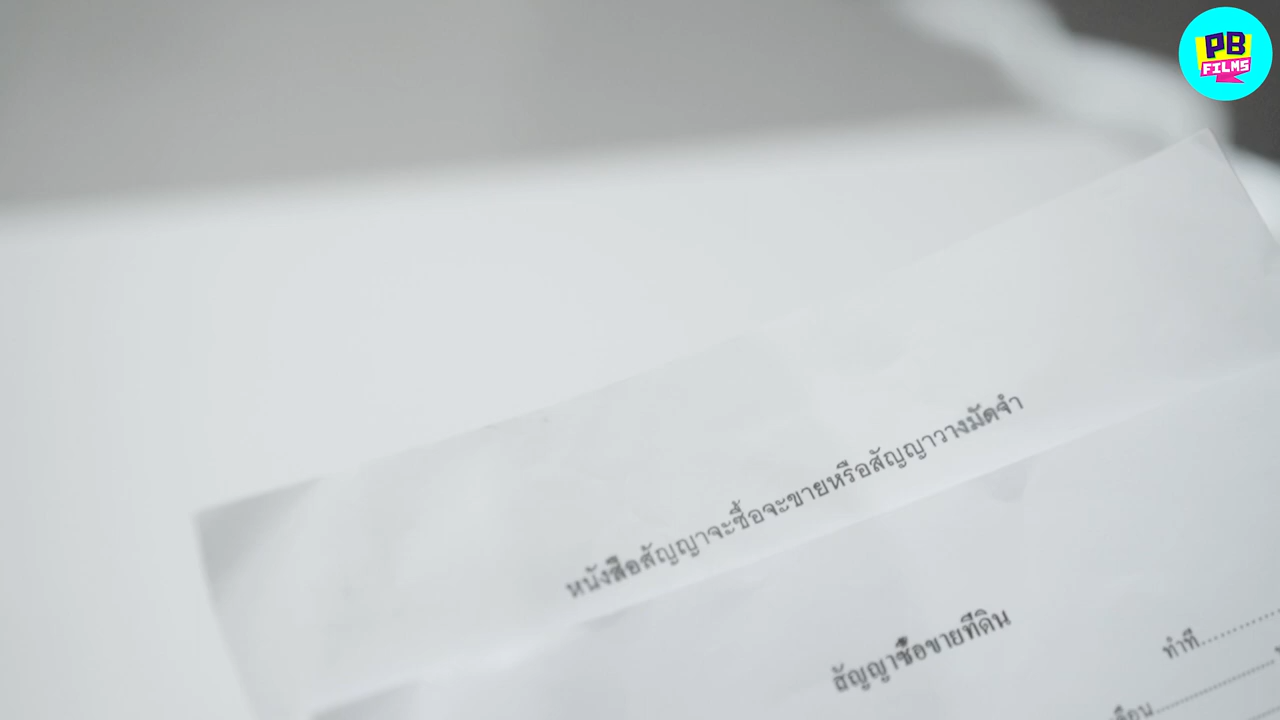 PB
FILMS
หนังสือสัญญาจะซื้อจะขายหรือสัญญาวางมัดจำ
สัญญาซื้อขายที่ดิน
ทำที่